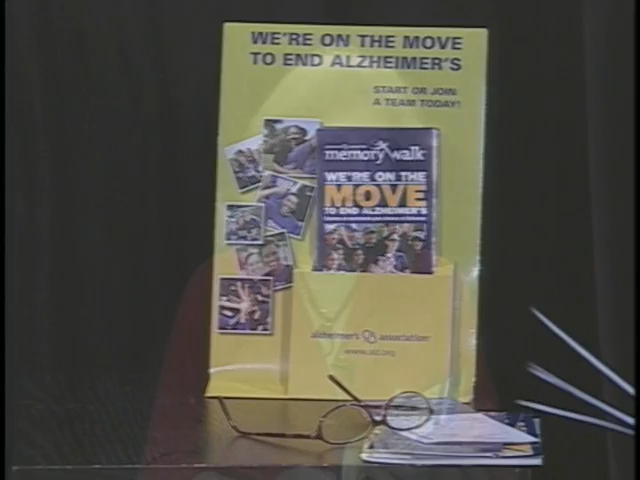 WE'RE ON THE MOVE
TO END ALZHEIMER'S
START OR JOIN
A TEAM TODAY!
memory walk
WE'RE ON THE
MOVE
TO END ALZHEIMER'S
alzheimer's association
www.alz.org